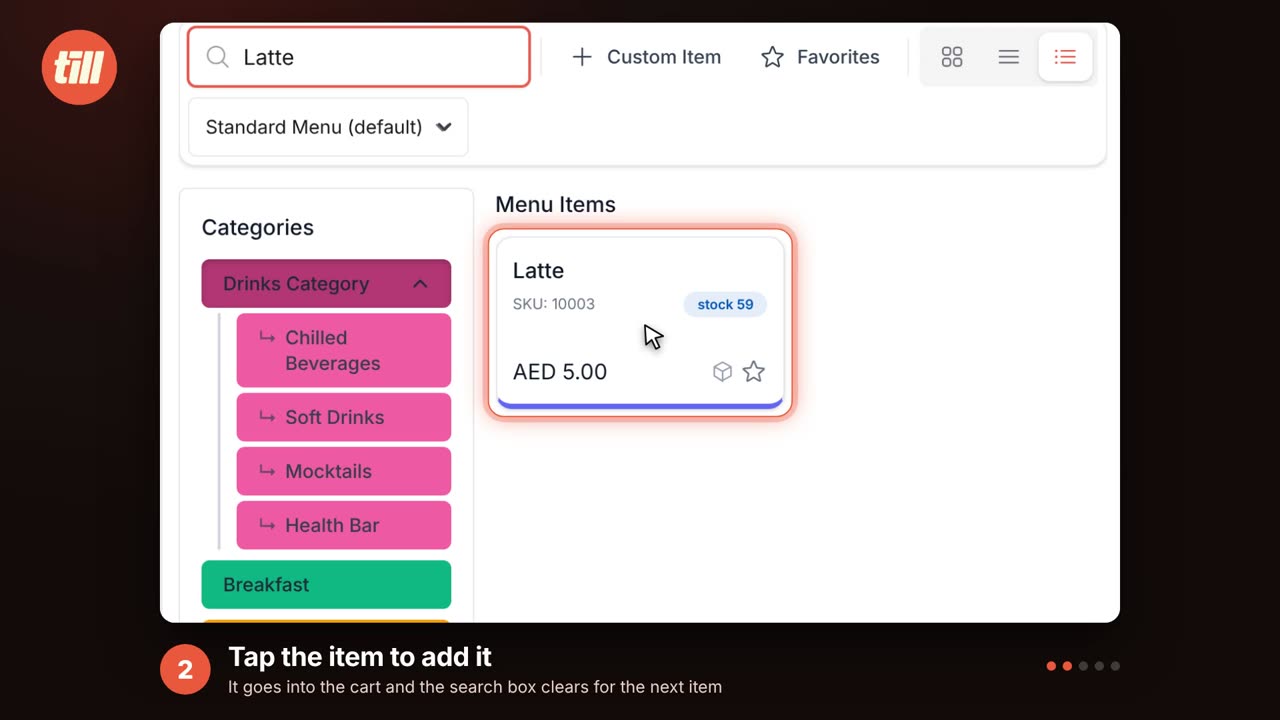 till
Latte
Custom Item
Favorites
Standard Menu (default)
Categories
Drinks Category
Chilled
Beverages
Soft Drinks
Mocktails
Health Bar
Breakfast
Menu Items
Latte
SKU: 10003
stock 59
AED 5.00
2
Tap the item to add it
It goes into the cart and the search box clears for the next item